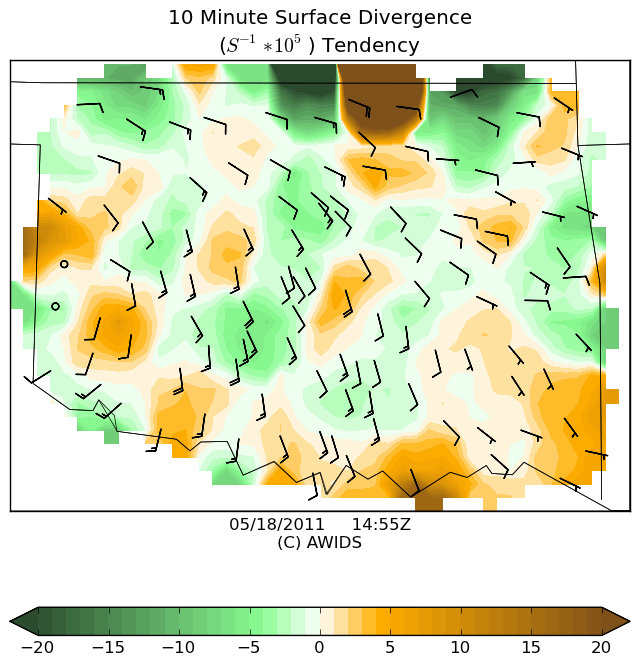 10 Minute Surface Divergence
(S⁻¹ *10⁵ ) Tendency
05/18/2011 14:55Z
(C) AWIDS
−20 −15 −10 −5 0 5 10 15 20